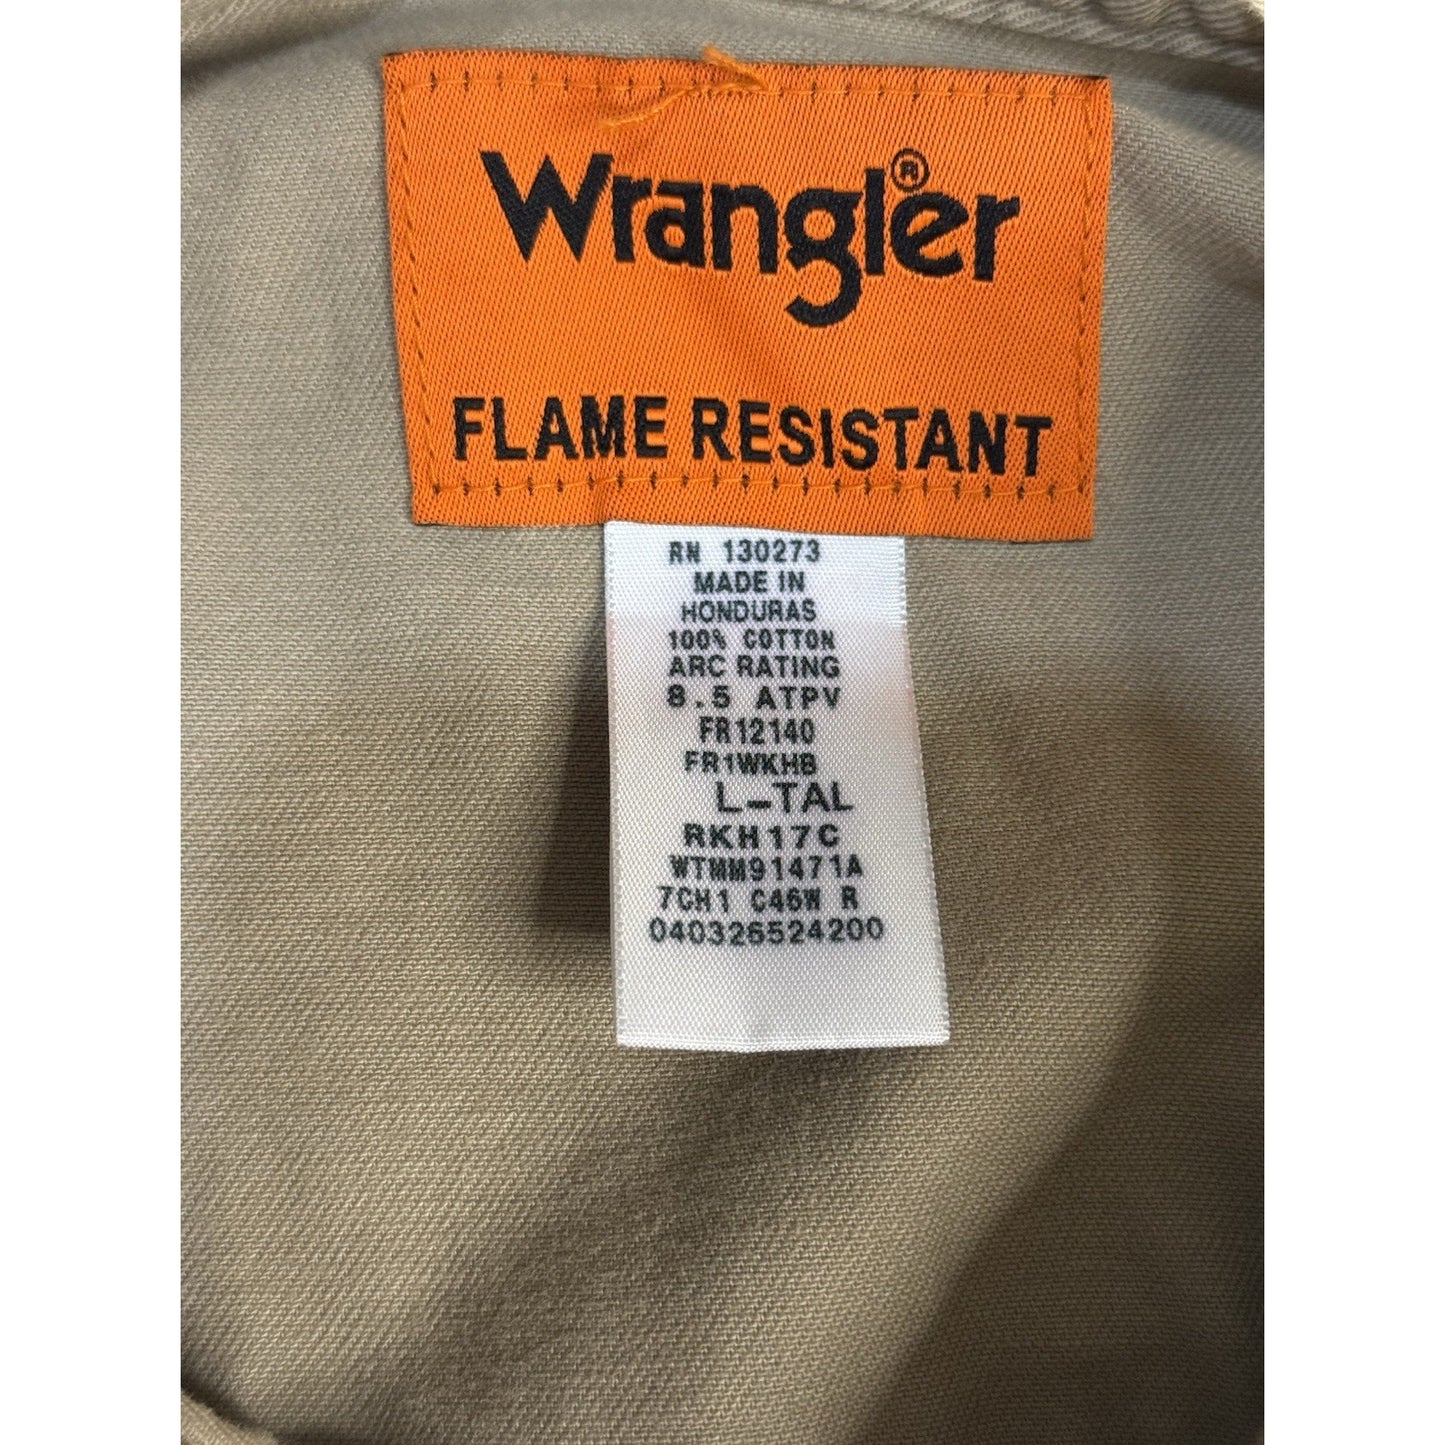 Wrangler®
FLAME RESISTANT
RN 130273
MADE IN
HONDURAS
100% COTTON
ARC RATING
8.5 ATPV
FR12140
FR1WKHB
L-TAL
RKH17C
WTMM91471A
7CH1 C46W R
040326524200